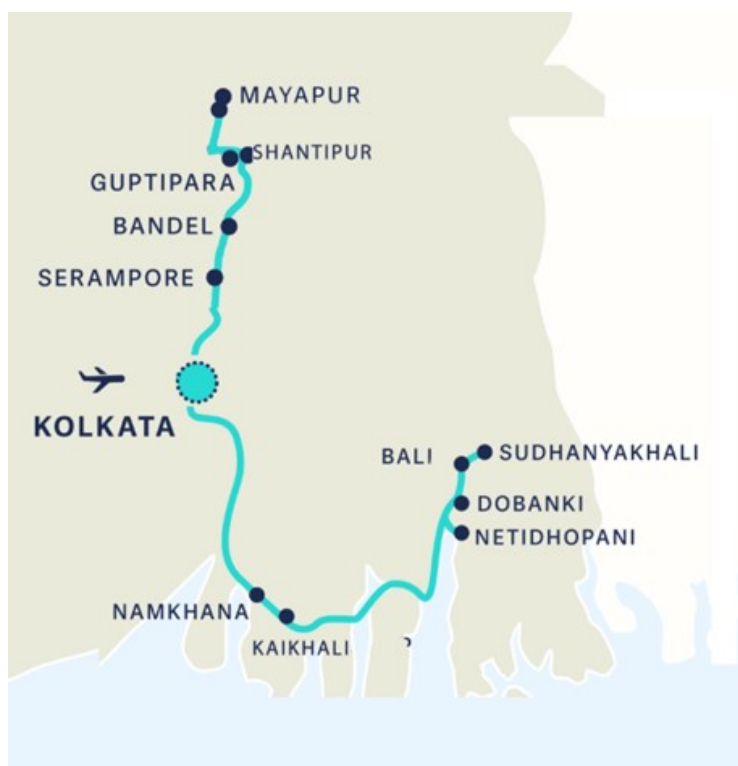 MAYAPUR
SHANTIPUR
GUPTIPARA
BANDEL
SERAMPORE
KOLKATA
BALI
SUDHANYAKHALI
DOBANKI
NETIDHOPANI
NAMKHANA
KAIKHALI